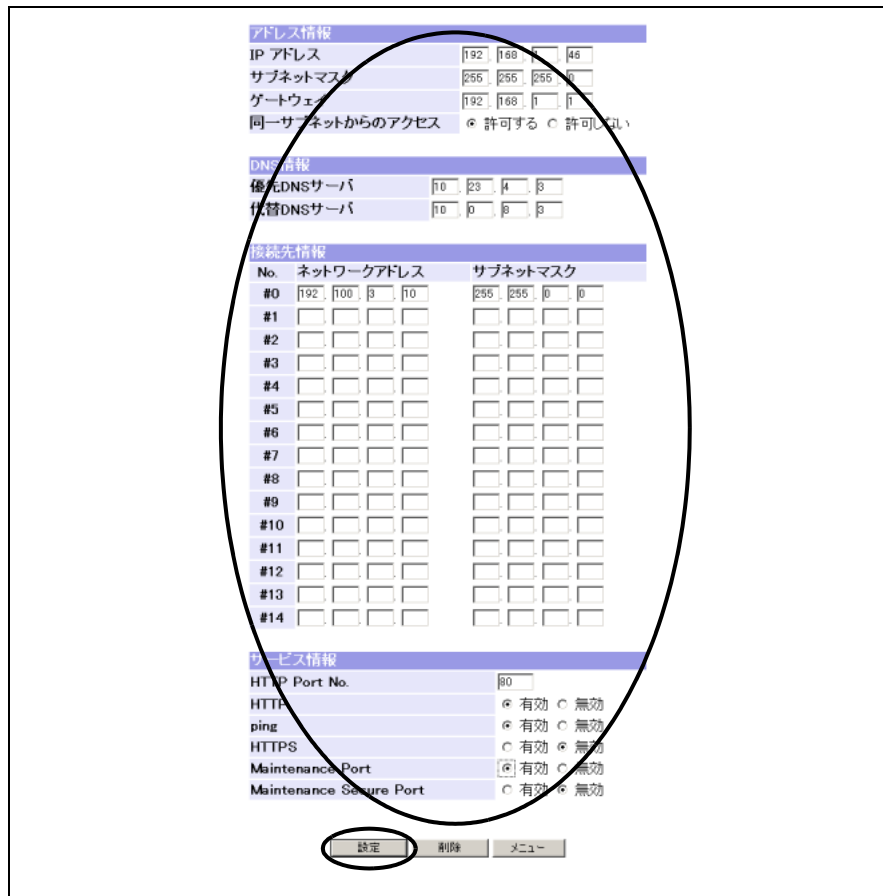 アドレス情報
IP アドレス 192 . 168 . 1 . 46
サブネットマスク 255 . 255 . 255 . 0
ゲートウェイ 192 . 168 . 1 . 1
同一サブネットからのアクセス 許可する 許可しない
DNS情報
優先DNSサーバ 10 . 23 . 4 . 3
代替DNSサーバ 10 . 0 . 8 . 3
接続先情報
No. ネットワークアドレス サブネットマスク
#0 192 . 100 . 3 . 10 255 . 255 . 0 . 0
#1 . . . . . .
#2 . . . . . .
#3 . . . . . .
#4 . . . . . .
#5 . . . . . .
#6 . . . . . .
#7 . . . . . .
#8 . . . . . .
#9 . . . . . .
#10 . . . . . .
#11 . . . . . .
#12 . . . . . .
#13 . . . . . .
#14 . . . . . .
サービス情報
HTTP Port No. 80
HTTP 有効 無効
ping 有効 無効
HTTPS 有効 無効
Maintenance Port 有効 無効
Maintenance Secure Port 有効 無効
設定 削除 メニュー